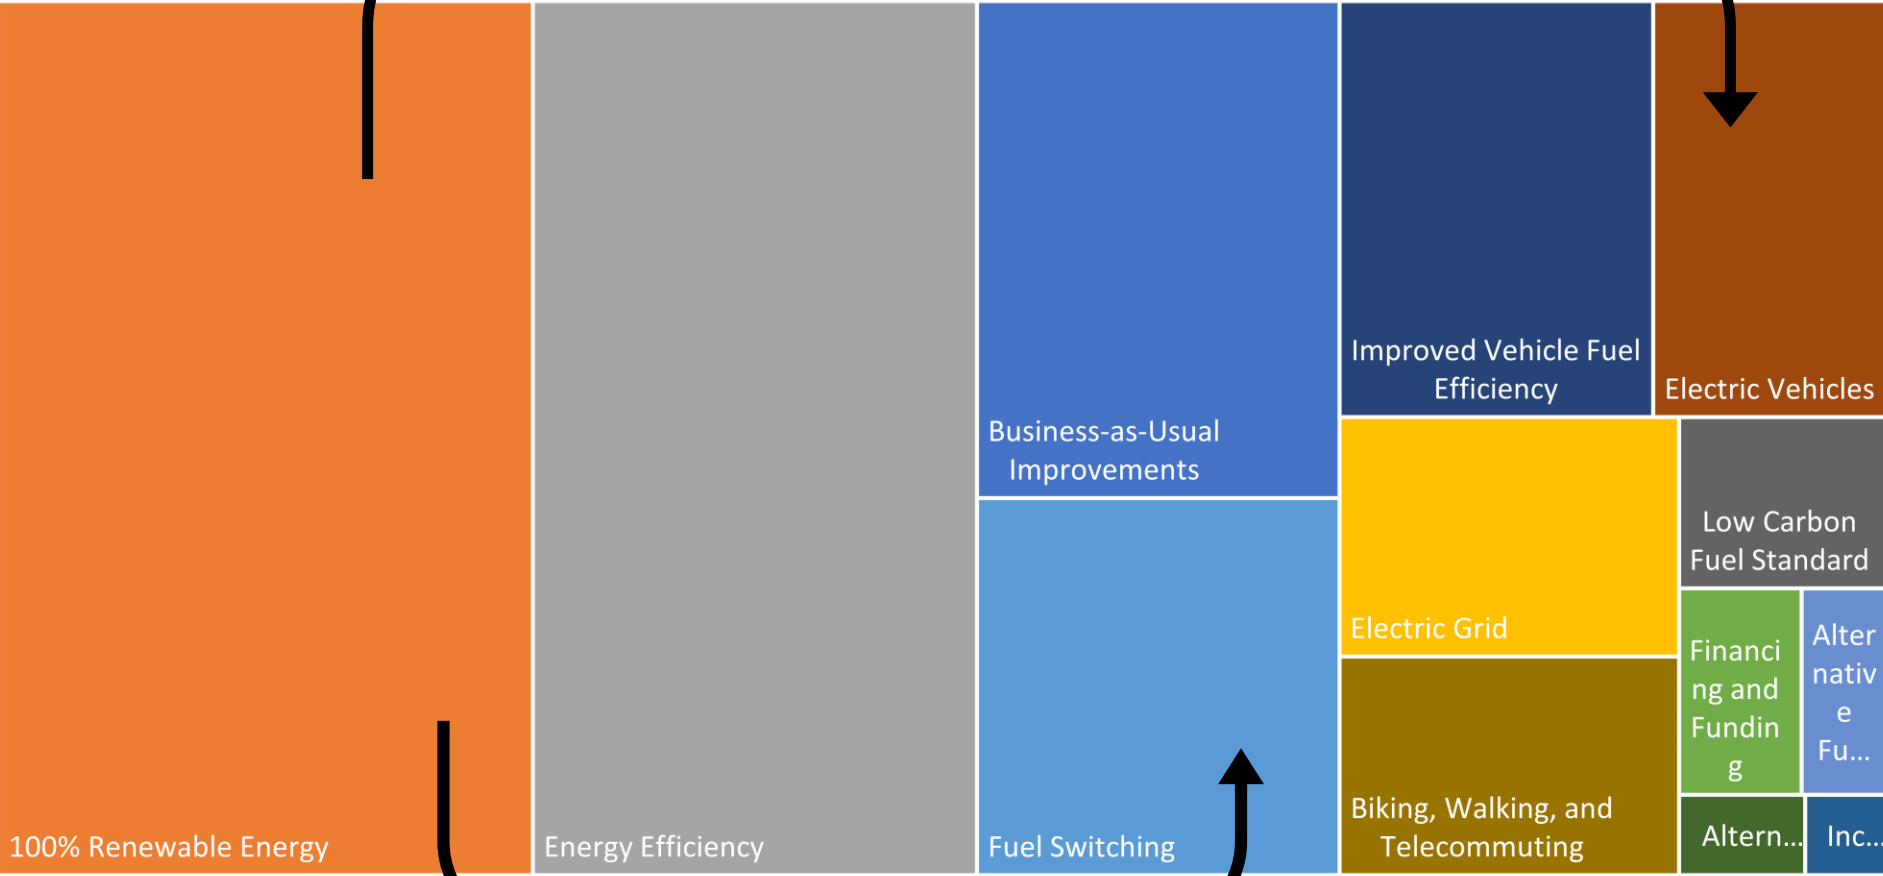 100% Renewable Energy
Energy Efficiency
Business-as-Usual
Improvements
Fuel Switching
Improved Vehicle Fuel
Efficiency
Electric Vehicles
Electric Grid
Low Carbon
Fuel Standard
Biking, Walking, and
Telecommuting
Financi
ng and
Fundin
g
Alter
nativ
e
Fu...
Altern...
Inc...